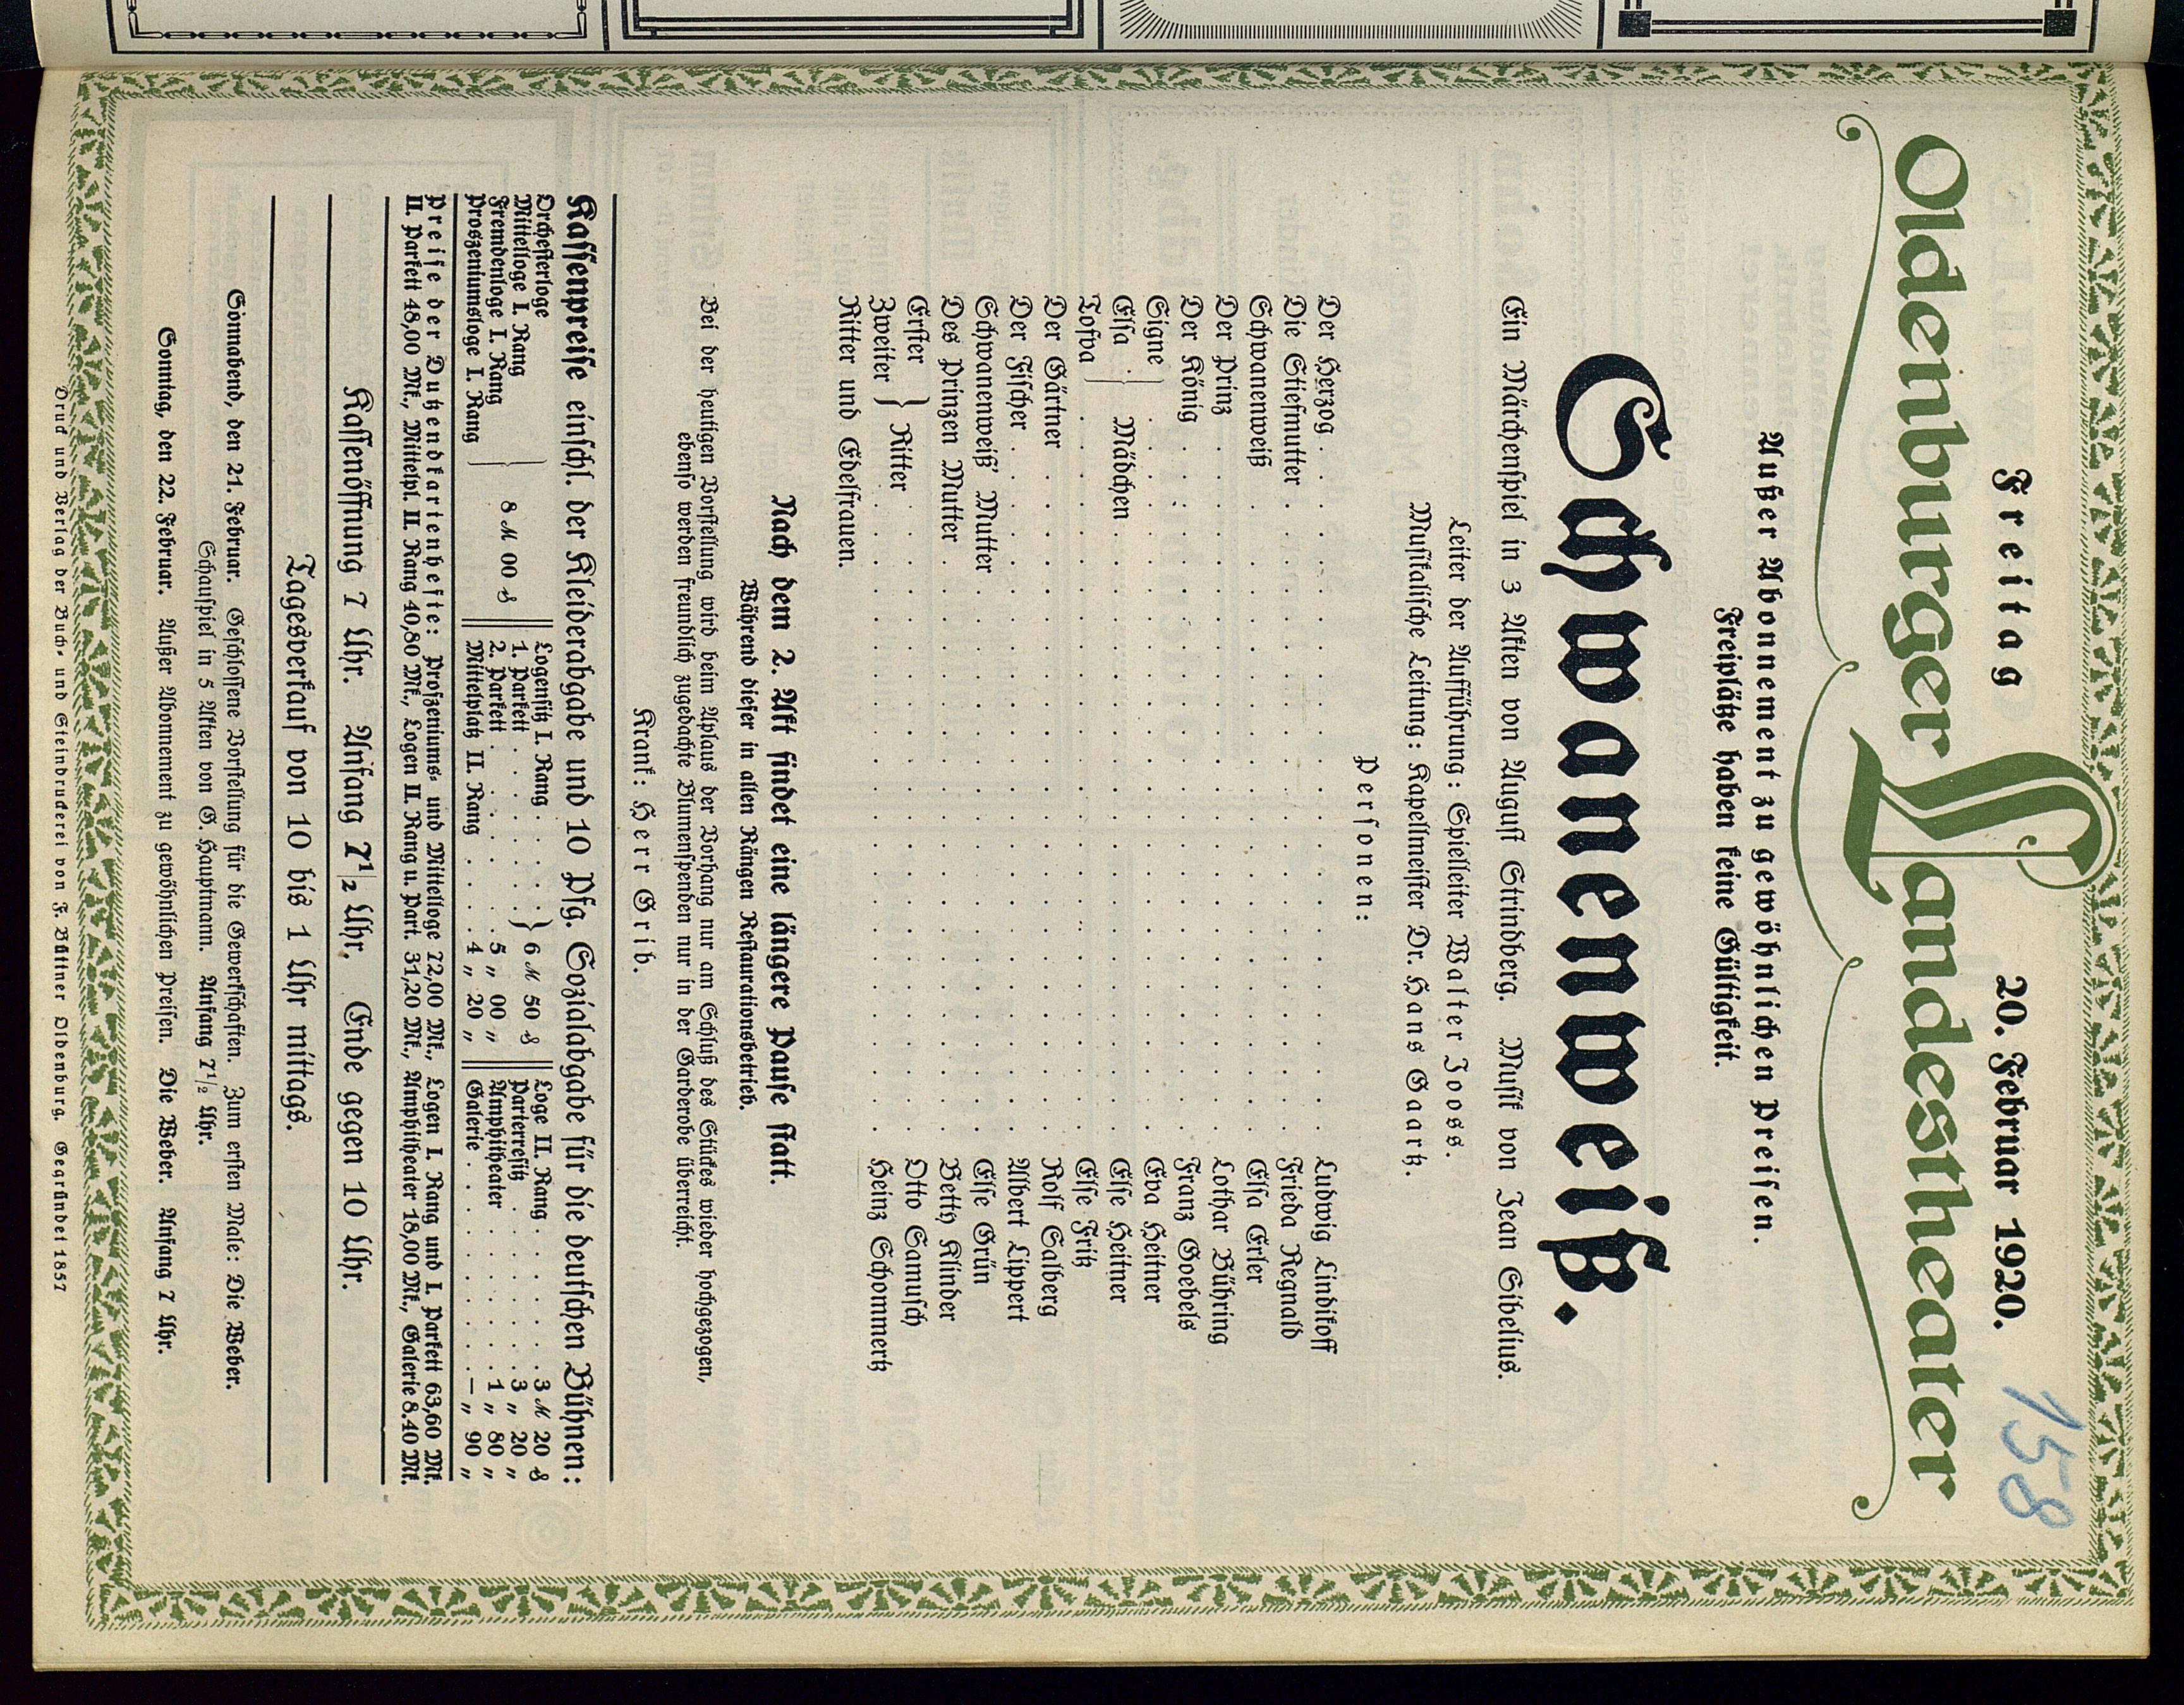 158
Freitag 20. Februar 1920.
Oldenburger Landestheater
Außer Abonnement zu gewöhnlichen Preisen.
Freiplätze haben keine Gültigkeit.
Schwanenweiß.
Ein Märchenspiel in 3 Akten von August Strindberg. Musik von Jean Sibelius.
Leiter der Aufführung: Spielleiter Walter Jooss.
Musikalische Leitung: Kapellmeister Dr. Hans Gaartz.
Personen:
Der Herzog . . . Ludwig Lindikoff
Die Stiefmutter . . . Frieda Regnald
Schwanenweiß . . . Elsa Erler
Der Prinz . . . Lothar Bühring
Der König . . . Franz Goebels
Signe } . . . Eva Heitner
Elsa } Mädchen . . . Else Heitner
Tofva } . . . Else Fritz
Der Gärtner . . . Rolf Salberg
Der Fischer . . . Albert Lippert
Schwanenweiß' Mutter . . . Else Grün
Des Prinzen Mutter . . . Betty Klinder
Erster } Ritter . . . Otto Samusch
Zweiter } . . . Heinz Schommertz
Ritter und Edelfrauen.
Nach dem 2. Akt findet eine längere Pause statt.
Während dieser in allen Rängen Restaurationsbetrieb.
Bei der heutigen Vorstellung wird beim Aplaus der Vorhang nur am Schluß des Stückes wieder hochgezogen,
ebenso werden freundlich zugedachte Blumenspenden nur in der Garderobe überreicht.
Krank: Herr Grib.
Kassenpreise einschl. der Kleiderabgabe und 10 Pfg. Sozialabgabe für die deutschen Bühnen:
Orchesterloge
Mittelloge I. Rang
Fremdenloge I. Rang
Proszeniumsloge I. Rang
} 8 ℳ 00 ₰
Logensitz I. Rang . . . .
1. Parkett . . . . .
} 6 ℳ 50 ₰
2. Parkett . . . . . 5 „ 00 „
Mittelplatz II. Rang . . . . 4 „ 20 „
Loge II. Rang . . . . 3 ℳ 20 ₰
Parterresitz . . . . . 3 „ 20 „
Amphitheater . . . . . 1 „ 80 „
Galerie . . . . . . — „ 90 „
Preise der Dutzendkartenhefte: Proszeniums- und Mittelloge 72,00 Mk., Logen I. Rang und I. Parkett 63,60 M.
II. Parkett 48,00 Mk., Mittelpl. II. Rang 40,80 Mk., Logen II. Rang u. Part. 31,20 Mk., Amphitheater 18,00 Mk., Galerie 8.40 Mk.
Kassenöffnung 7 Uhr. Anfang 7 1/2 Uhr. Ende gegen 10 Uhr.
Tagesverkauf von 10 bis 1 Uhr mittags.
Sonnabend, den 21. Februar. Geschlossene Vorstellung für die Gewerkschaften. Zum ersten Male: Die Weber.
Schauspiel in 5 Akten von G. Hauptmann. Anfang 7 1/2 Uhr.
Sonntag, den 22. Februar. Außer Abonnement zu gewöhnlichen Preisen. Die Weber. Anfang 7 Uhr.
Druck und Verlag der Buch- und Steindruckerei von F. Büttner Oldenburg. Gegründet 1857